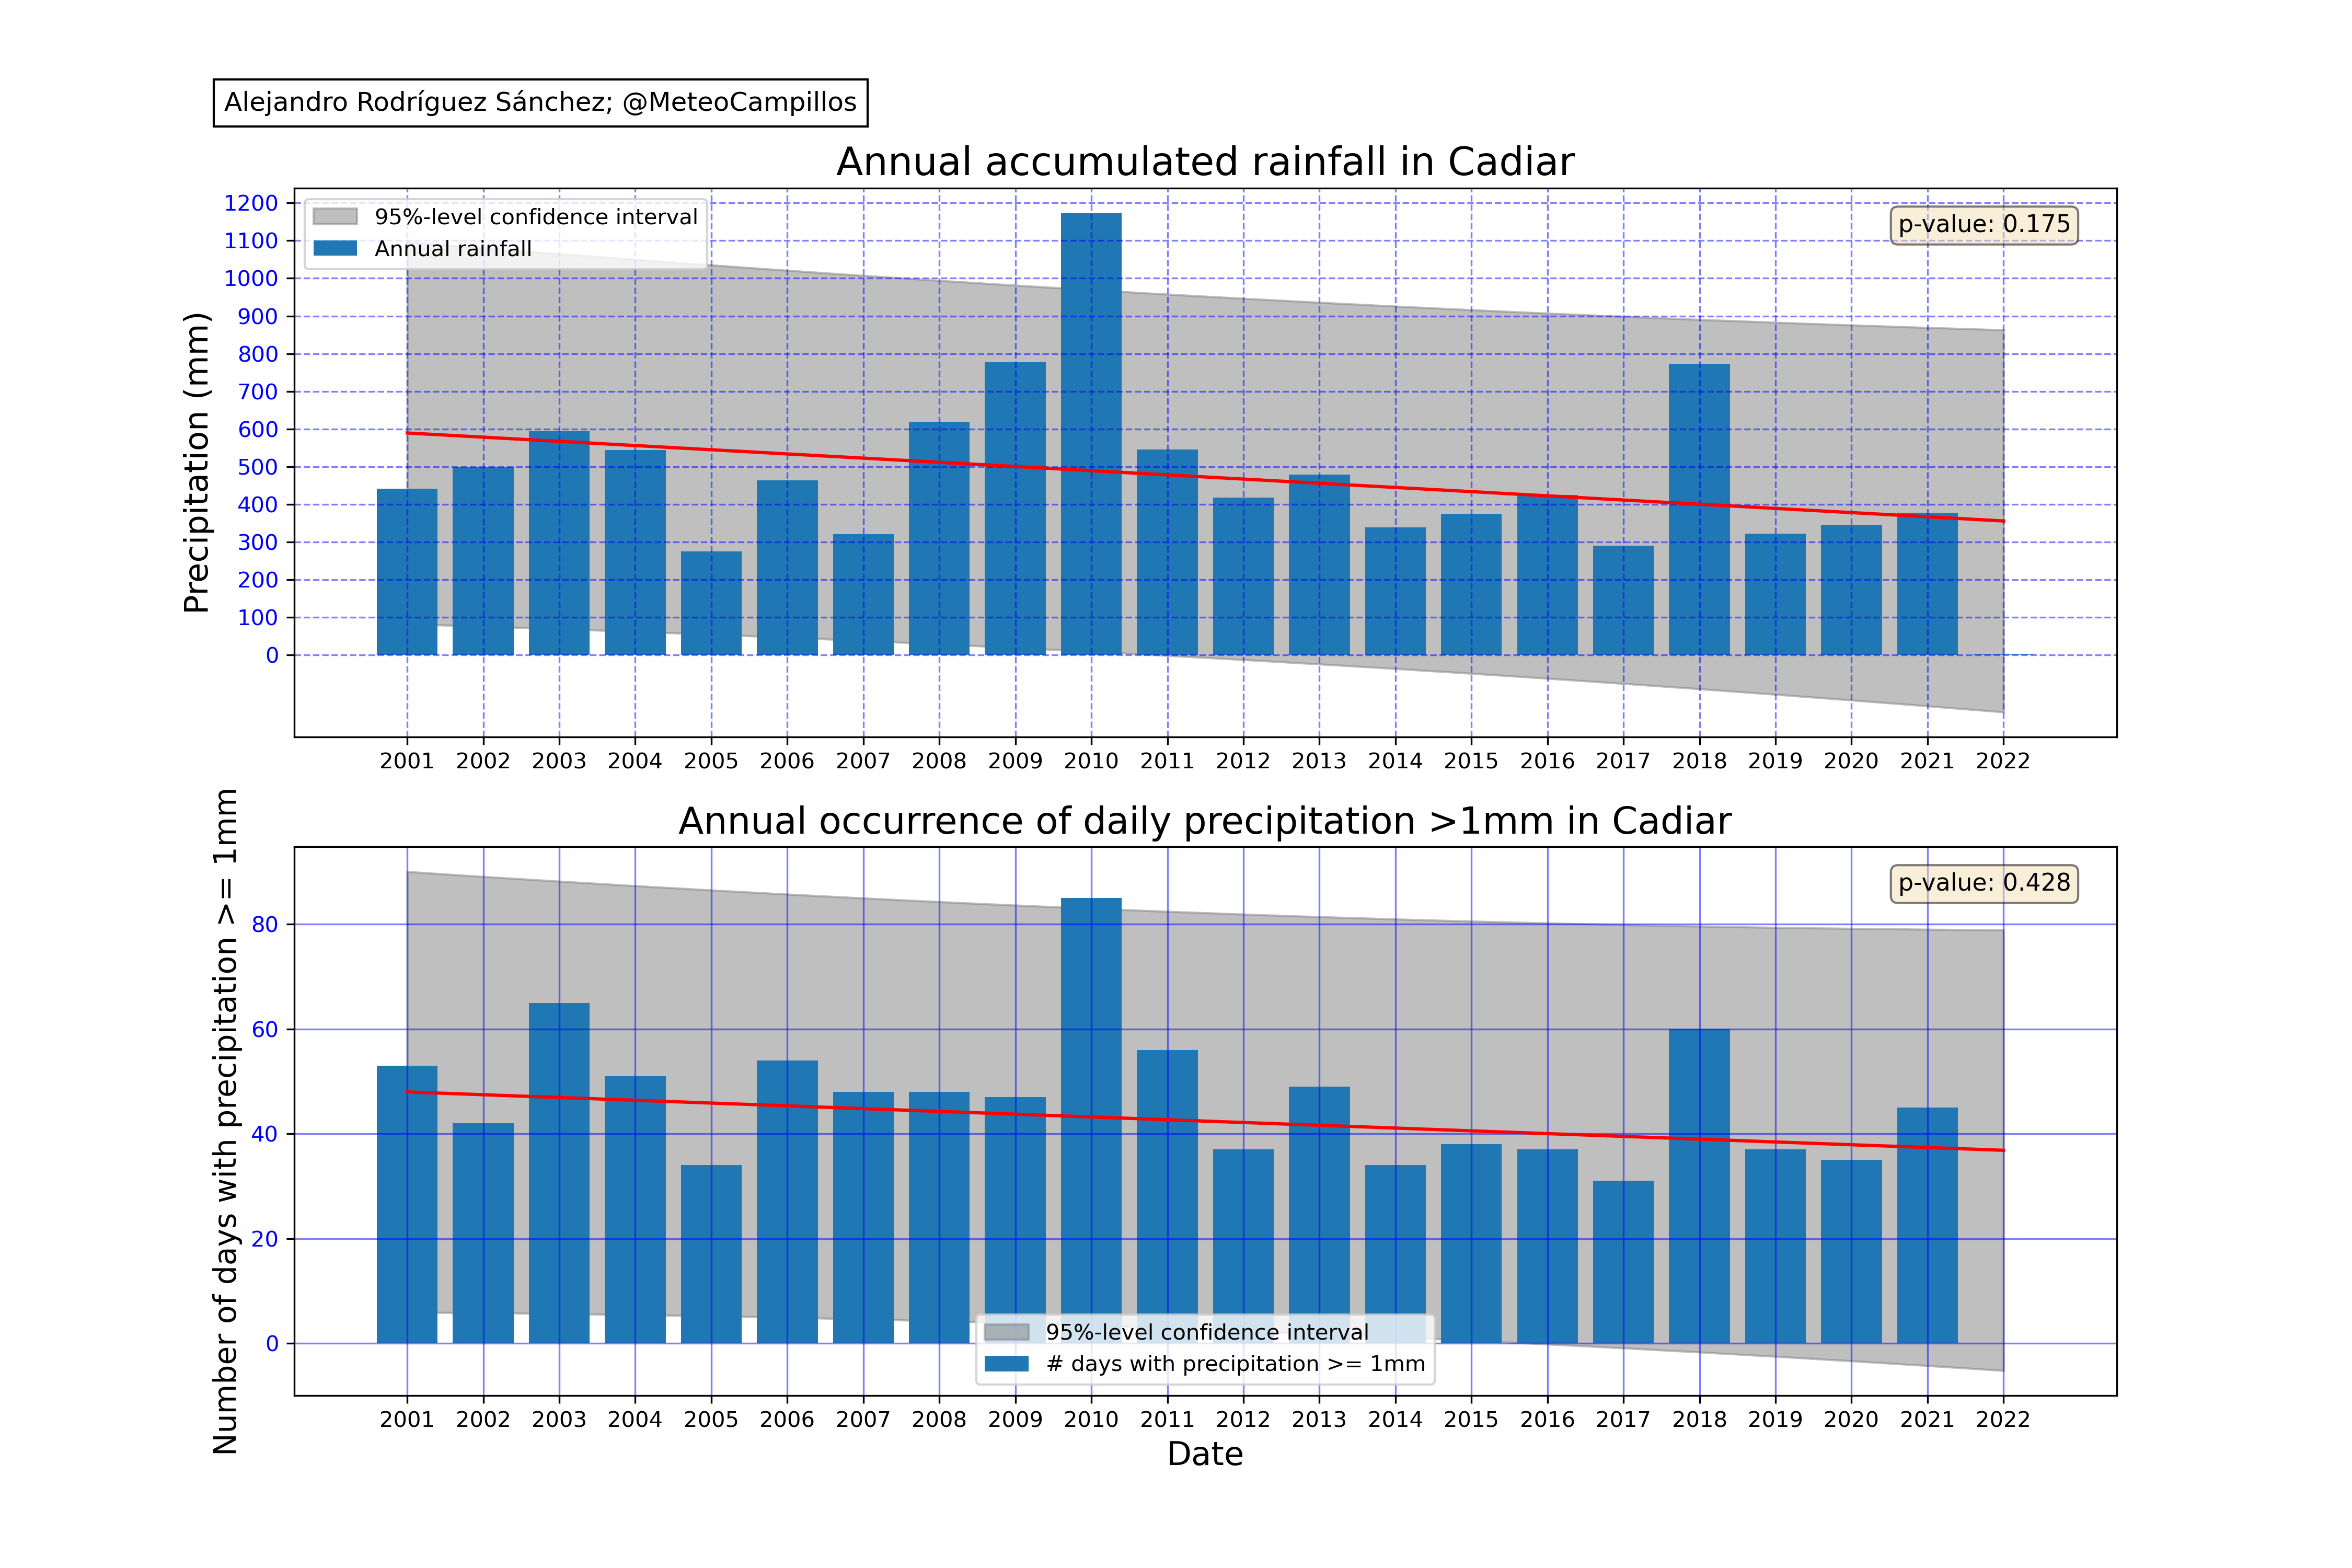 Alejandro Rodríguez Sánchez; @MeteoCampillos
Annual accumulated rainfall in Cadiar
Precipitation (mm)
1200
1100
1000
900
800
700
600
500
400
300
200
100
0
95%-level confidence interval
Annual rainfall
p-value: 0.175
2001 2002 2003 2004 2005 2006 2007 2008 2009 2010 2011 2012 2013 2014 2015 2016 2017 2018 2019 2020 2021 2022
Annual occurrence of daily precipitation >1mm in Cadiar
Number of days with precipitation >= 1mm
80
60
40
20
0
p-value: 0.428
95%-level confidence interval
# days with precipitation >= 1mm
2001 2002 2003 2004 2005 2006 2007 2008 2009 2010 2011 2012 2013 2014 2015 2016 2017 2018 2019 2020 2021 2022
Date